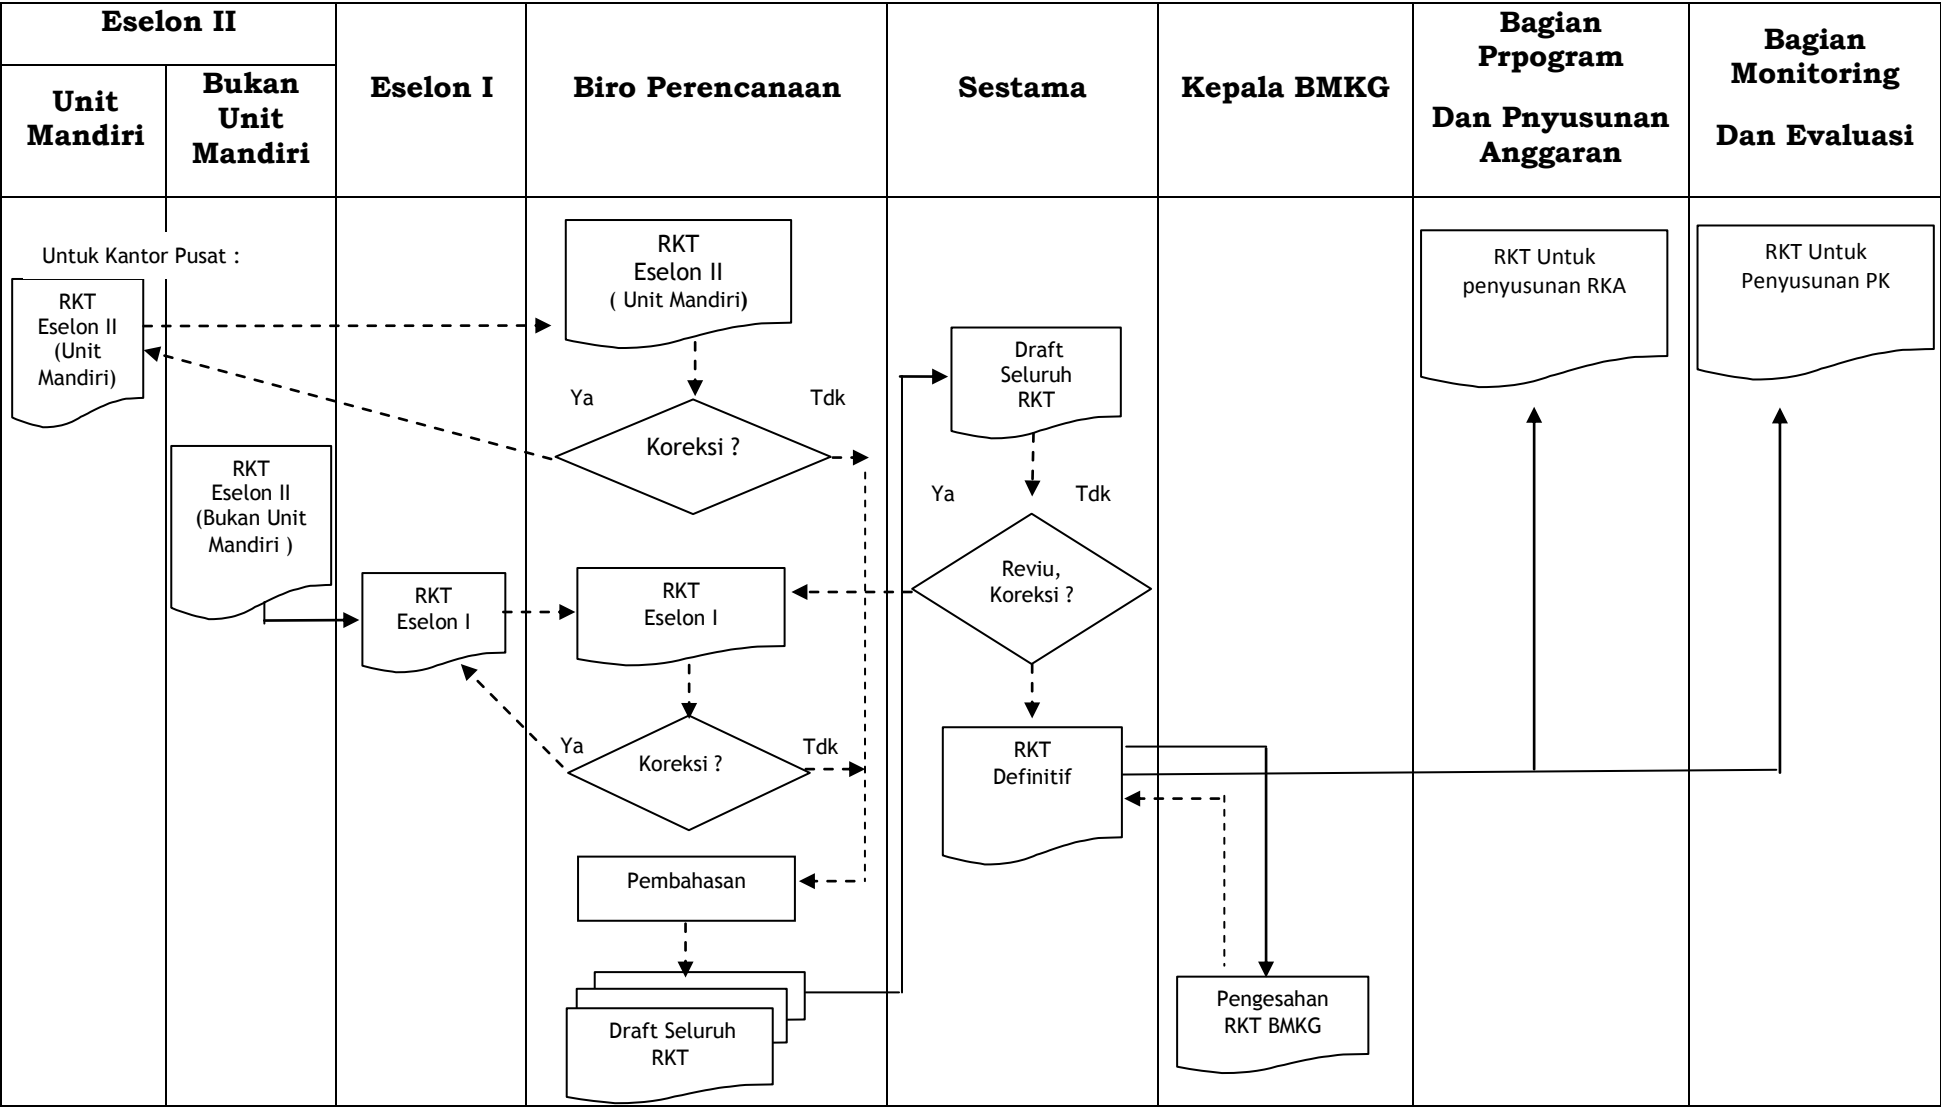 Eselon II
Unit
Mandiri
Bukan
Unit
Mandiri
Eselon I
Biro Perencanaan
Sestama
Kepala BMKG
Bagian
Prpogram
Dan Pnyusunan
Anggaran
Bagian
Monitoring
Dan Evaluasi
Untuk Kantor Pusat :
RKT
Eselon II
(Unit
Mandiri)
RKT
Eselon II
(Bukan Unit
Mandiri )
RKT
Eselon I
RKT
Eselon II
( Unit Mandiri)
Ya
Tdk
Koreksi ?
RKT
Eselon I
Ya
Tdk
Koreksi ?
Pembahasan
Draft Seluruh
RKT
Draft
Seluruh
RKT
Ya
Tdk
Reviu,
Koreksi ?
RKT
Definitif
Pengesahan
RKT BMKG
RKT Untuk
penyusunan RKA
RKT Untuk
Penyusunan PK